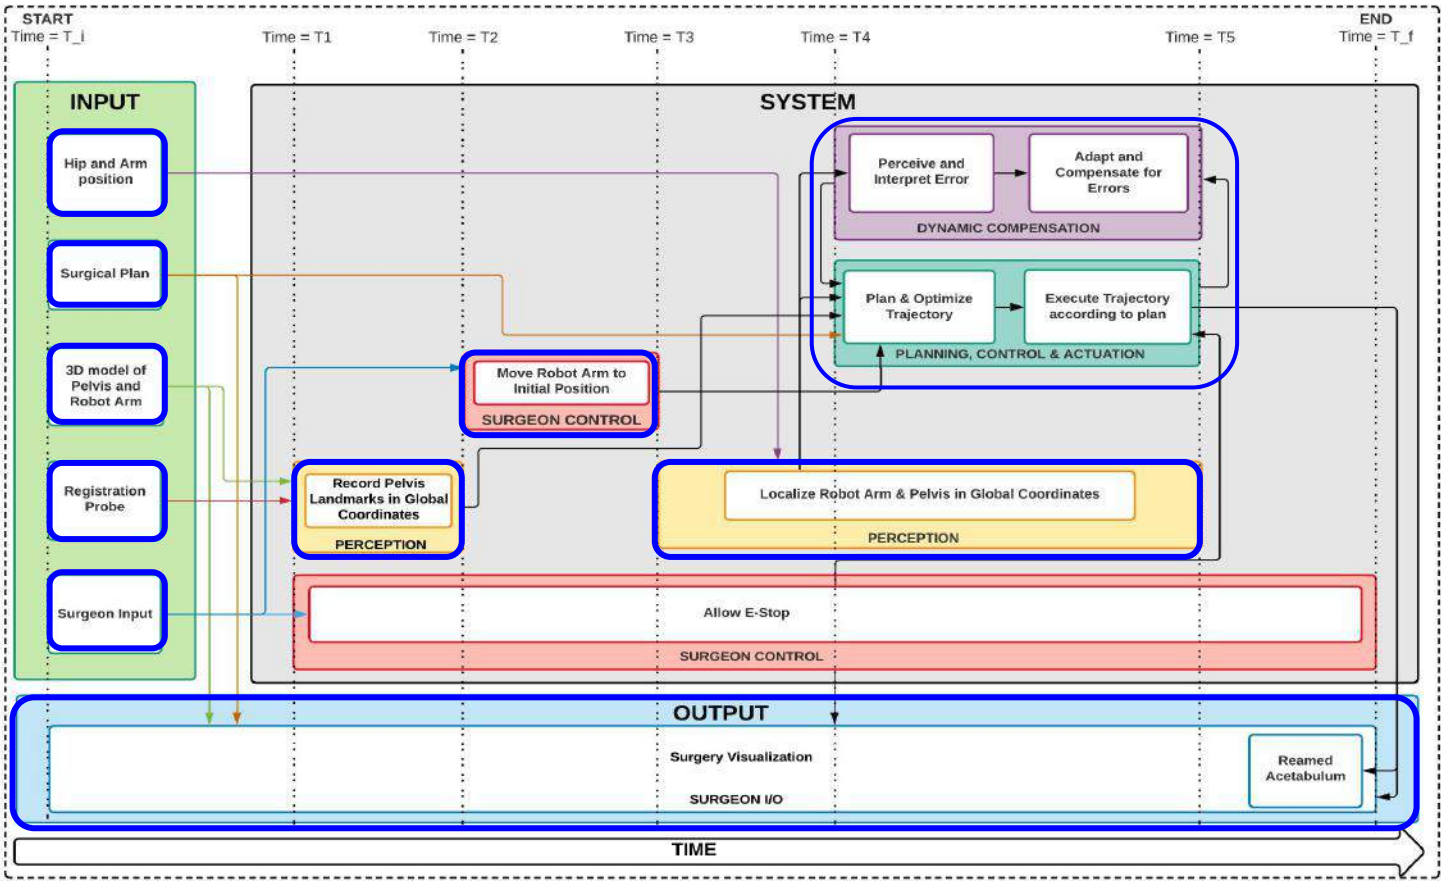 START
Time = T_i
Time = T1
Time = T2
Time = T3
Time = T4
Time = T5
END
Time = T_f
INPUT
Hip and Arm
position
Surgical Plan
3D model of
Pelvis and
Robot Arm
Registration
Probe
Surgeon Input
SYSTEM
Perceive and
Interpret Error
Adapt and
Compensate for
Errors
DYNAMIC COMPENSATION
Plan & Optimize
Trajectory
Execute Trajectory
according to plan
PLANNING, CONTROL & ACTUATION
Move Robot Arm to
Initial Position
SURGEON CONTROL
Record Pelvis
Landmarks in Global
Coordinates
PERCEPTION
Localize Robot Arm & Pelvis in Global Coordinates
PERCEPTION
Allow E-Stop
SURGEON CONTROL
OUTPUT
Surgery Visualization
SURGEON I/O
Reamed
Acetabulum
TIME